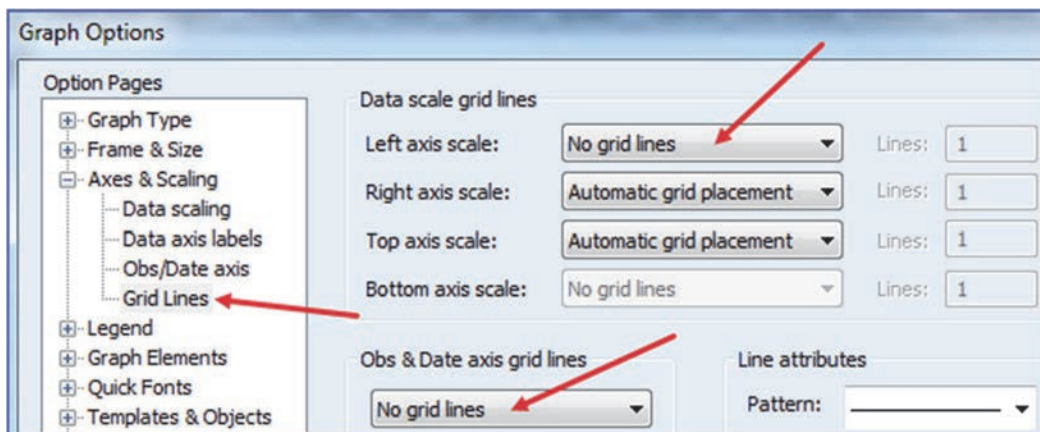 Graph Options
Option Pages
Graph Type
Frame & Size
Axes & Scaling
Data scaling
Data axis labels
Obs/Date axis
Grid Lines
Legend
Graph Elements
Quick Fonts
Templates & Objects
Data scale grid lines
Left axis scale: No grid lines Lines: 1
Right axis scale: Automatic grid placement Lines: 1
Top axis scale: Automatic grid placement Lines: 1
Bottom axis scale: No grid lines Lines: 1
Obs & Date axis grid lines
No grid lines
Line attributes
Pattern: